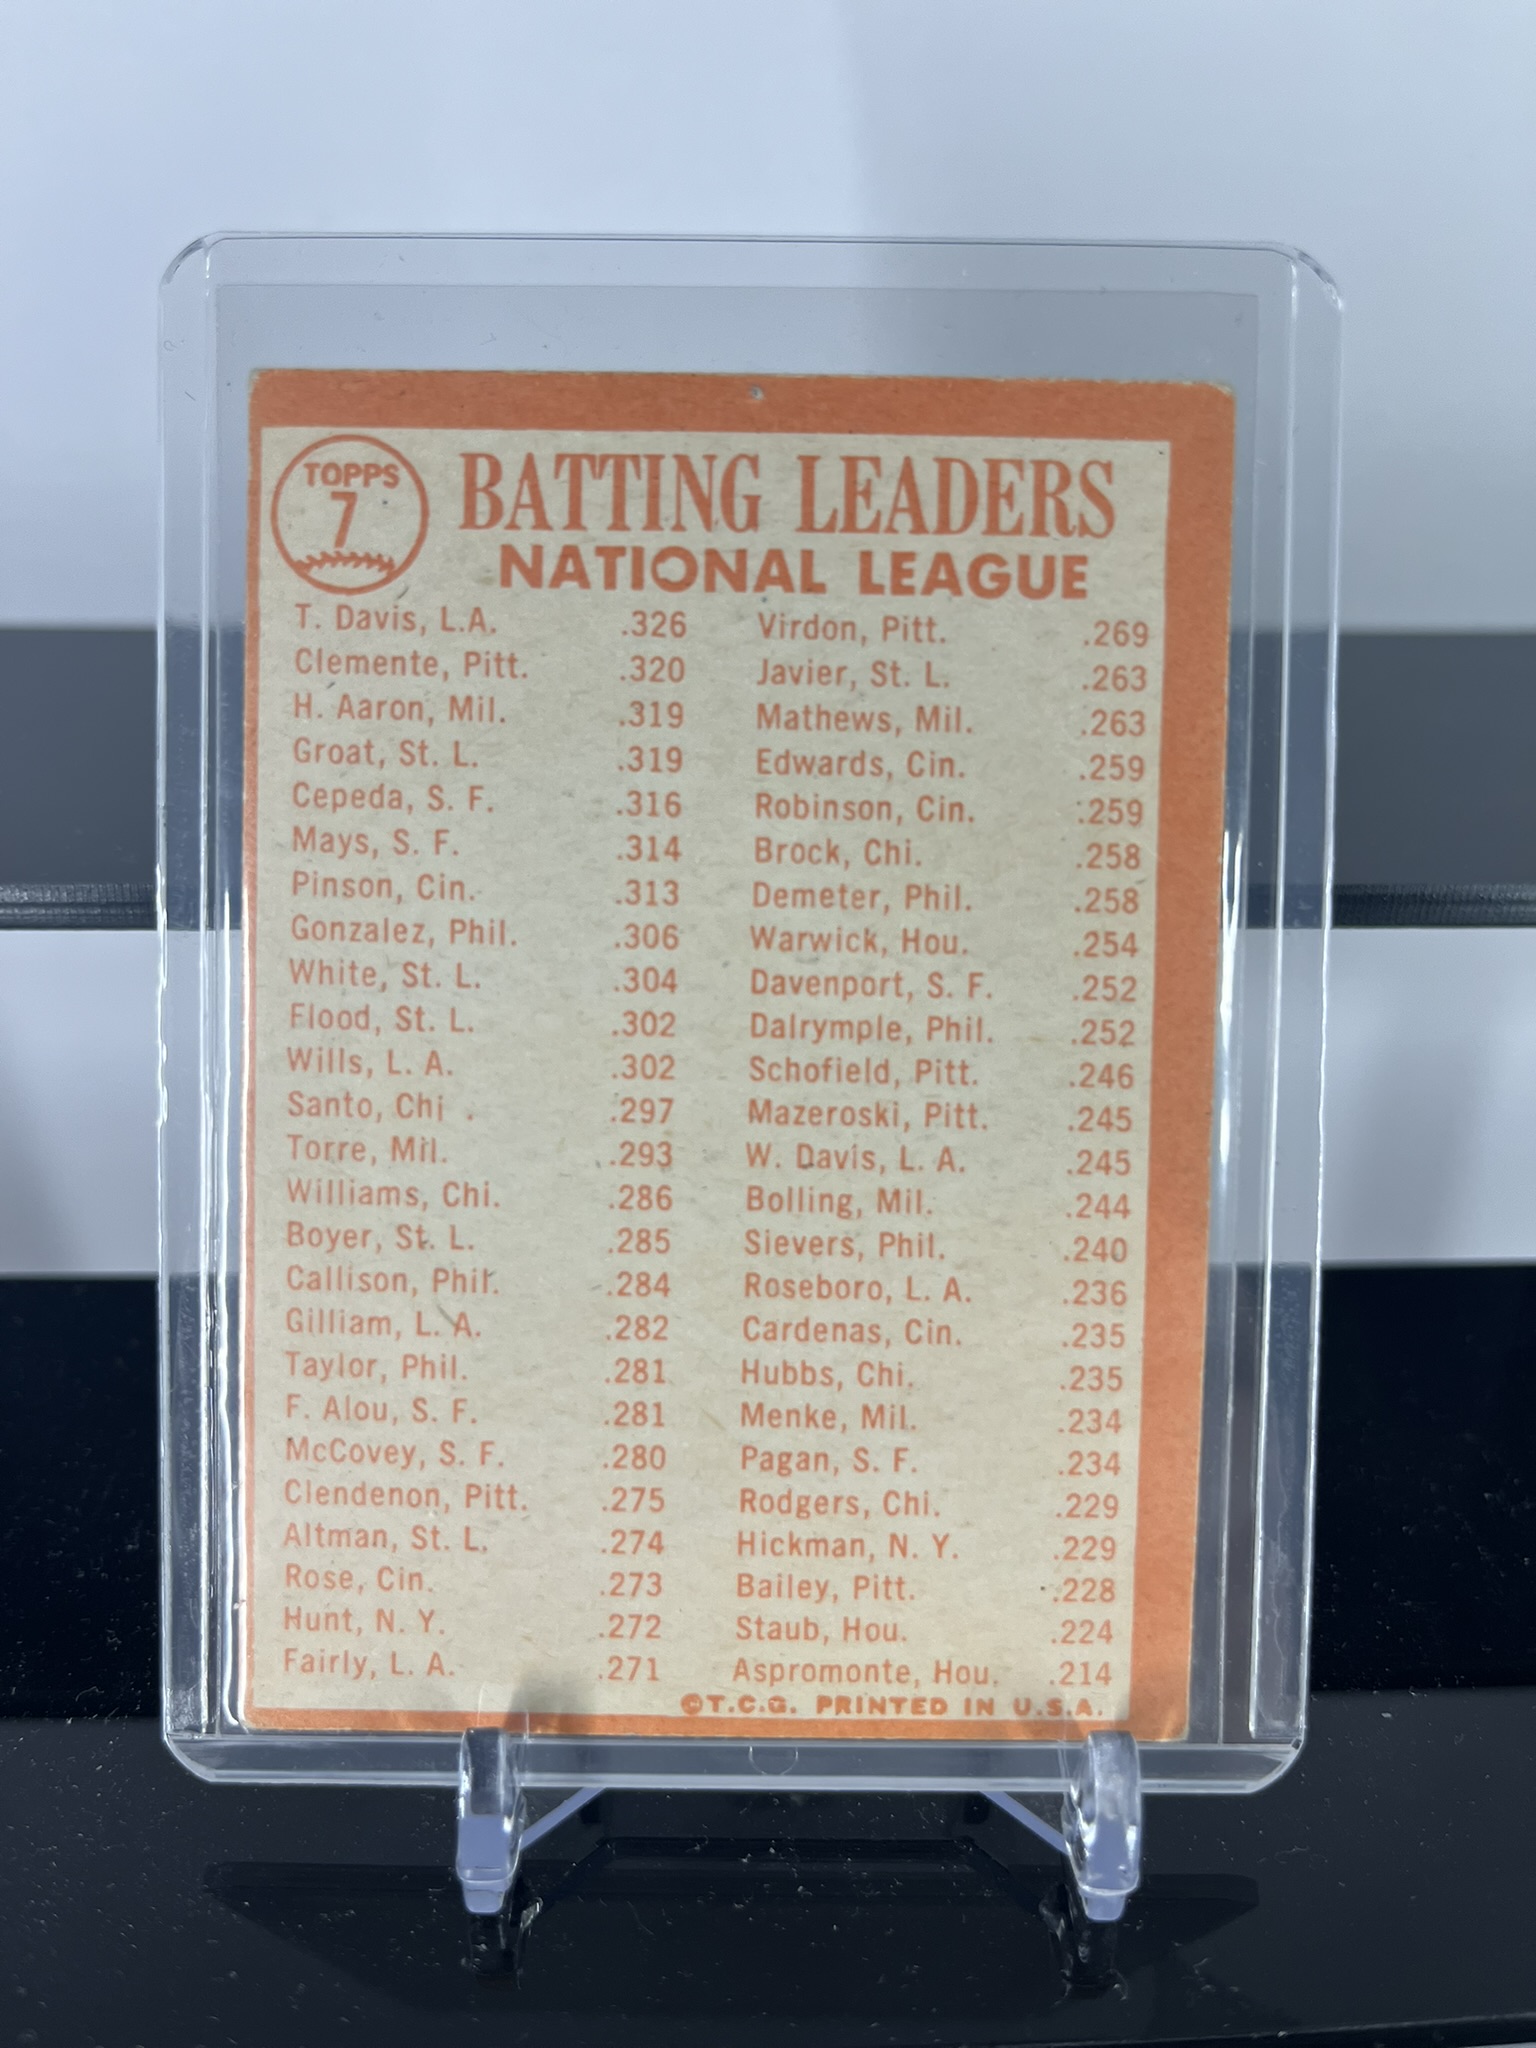 TOPPS
7
BATTING LEADERS
NATIONAL LEAGUE
T. Davis, L.A. .326
Clemente, Pitt. .320
H. Aaron, Mil. .319
Groat, St. L. .319
Cepeda, S. F. .316
Mays, S. F. .314
Pinson, Cin. .313
Gonzalez, Phil. .306
White, St. L. .304
Flood, St. L. .302
Wills, L. A. .302
Santo, Chi . .297
Torre, Mil. .293
Williams, Chi. .286
Boyer, St. L. .285
Callison, Phil. .284
Gilliam, L. A. .282
Taylor, Phil. .281
F. Alou, S. F. .281
McCovey, S. F. .280
Clendenon, Pitt. .275
Altman, St. L. .274
Rose, Cin. .273
Hunt, N. Y. .272
Fairly, L. A. .271
Virdon, Pitt. .269
Javier, St. L. .263
Mathews, Mil. .263
Edwards, Cin. .259
Robinson, Cin. .259
Brock, Chi. .258
Demeter, Phil. .258
Warwick, Hou. .254
Davenport, S. F. .252
Dalrymple, Phil. .252
Schofield, Pitt. .246
Mazeroski, Pitt. .245
W. Davis, L. A. .245
Bolling, Mil. .244
Sievers, Phil. .240
Roseboro, L. A. .236
Cardenas, Cin. .235
Hubbs, Chi. .235
Menke, Mil. .234
Pagan, S. F. .234
Rodgers, Chi. .229
Hickman, N. Y. .229
Bailey, Pitt. .228
Staub, Hou. .224
Aspromonte, Hou. .214
©T.C.G. PRINTED IN U.S.A.